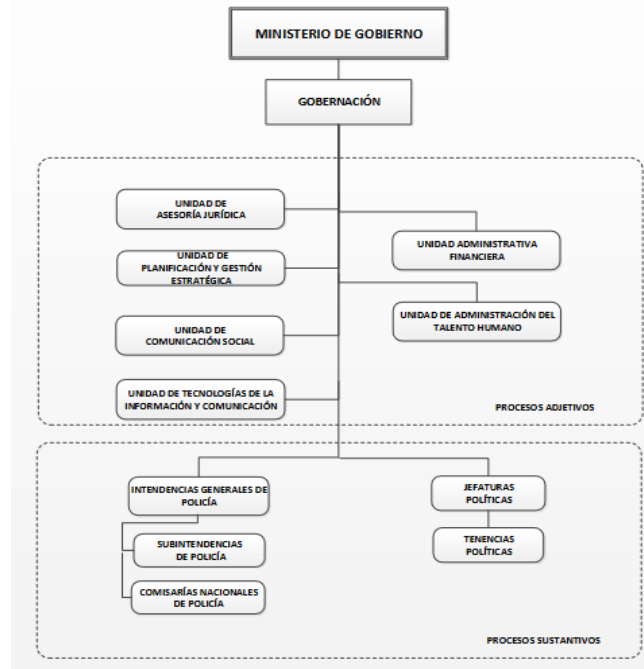 MINISTERIO DE GOBIERNO
GOBERNACIÓN
UNIDAD DE
ASESORÍA JURÍDICA
UNIDAD DE
PLANIFICACIÓN Y GESTIÓN
ESTRATÉGICA
UNIDAD DE
COMUNICACIÓN SOCIAL
UNIDAD DE TECNOLOGÍAS DE LA
INFORMACIÓN Y COMUNICACIÓN
UNIDAD ADMINISTRATIVA
FINANCIERA
UNIDAD DE ADMINISTRACIÓN DEL
TALENTO HUMANO
PROCESOS ADJETIVOS
INTENDENCIAS GENERALES DE
POLICÍA
SUBINTENDENCIAS
DE POLICÍA
COMISARÍAS NACIONALES
DE POLICÍA
JEFATURAS
POLÍTICAS
TENENCIAS
POLÍTICAS
PROCESOS SUSTANTIVOS